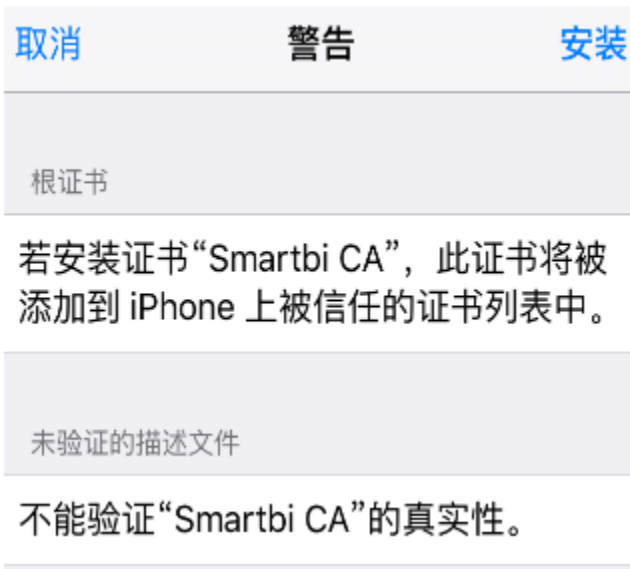 取消 警告 安装
根证书
若安装证书“Smartbi CA”，此证书将被
添加到 iPhone 上被信任的证书列表中。
未验证的描述文件
不能验证“Smartbi CA”的真实性。